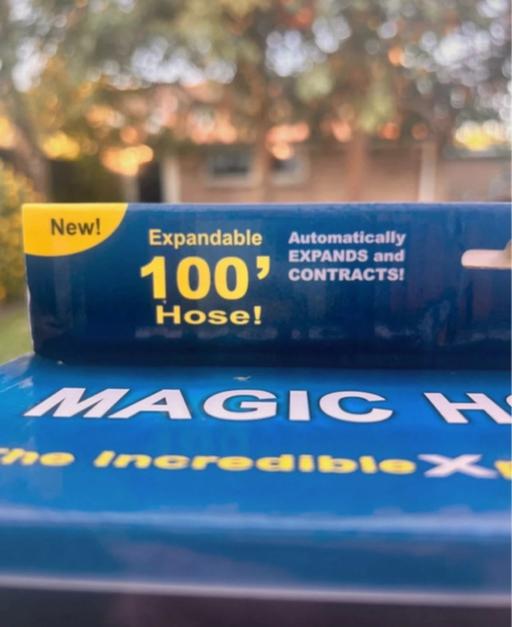 New!
Expandable
100’
Hose!
Automatically
EXPANDS and
CONTRACTS!
MAGIC
The Incredible X